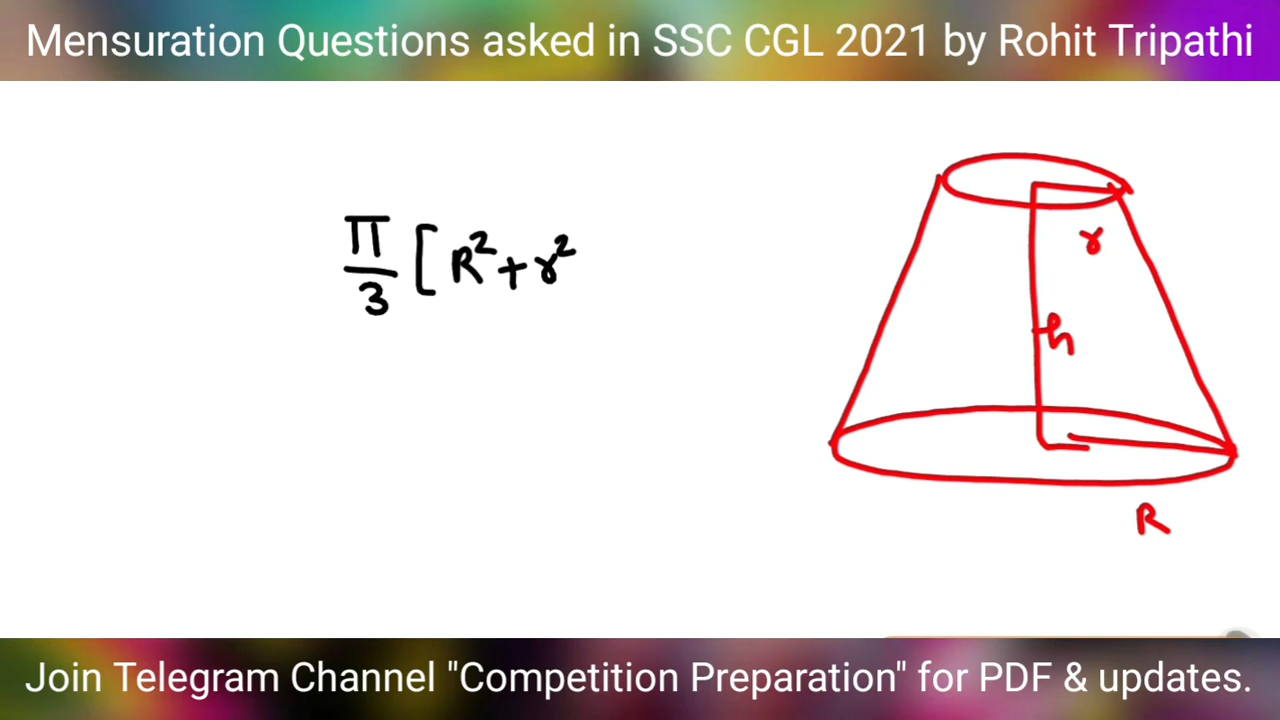 Mensuration Questions asked in SSC CGL 2021 by Rohit Tripathi
π/3 [R²+r²
r
h
R
Join Telegram Channel "Competition Preparation" for PDF & updates.